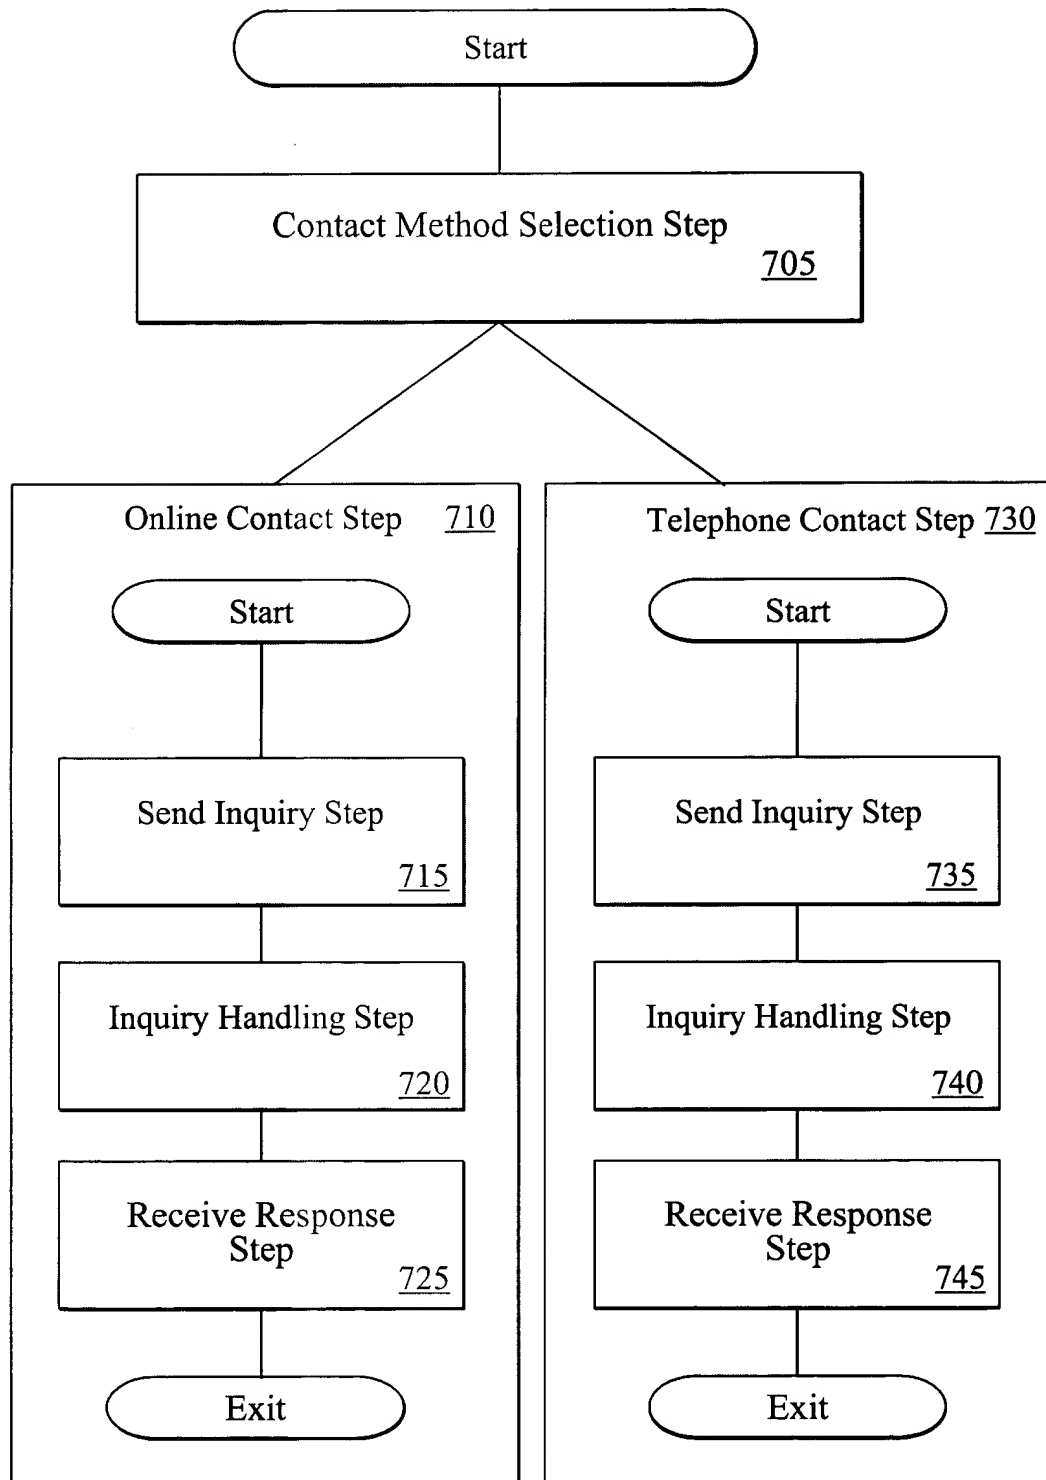 Start
Contact Method Selection Step
705
Online Contact Step 710
Start
Send Inquiry Step
715
Inquiry Handling Step
720
Receive Response
Step
725
Exit
Telephone Contact Step 730
Start
Send Inquiry Step
735
Inquiry Handling Step
740
Receive Response
Step
745
Exit